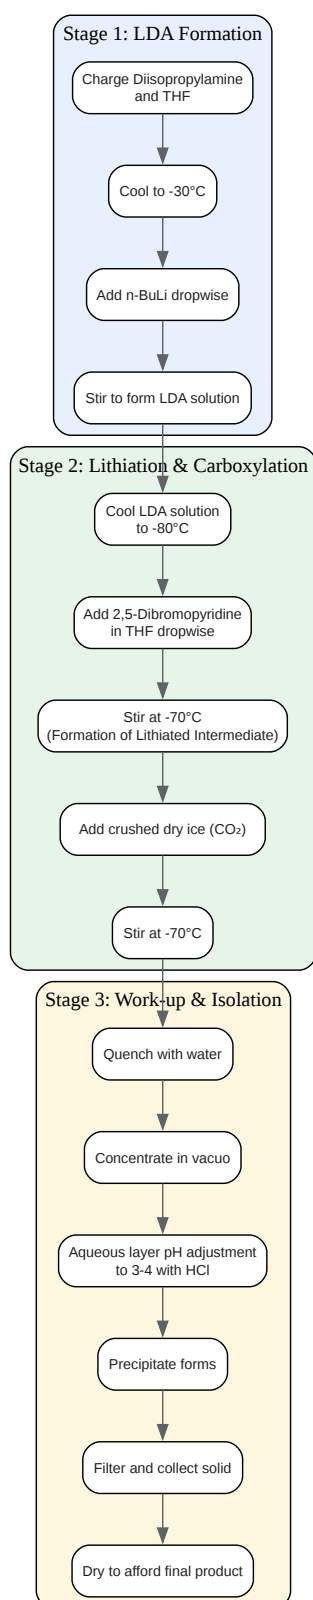 Stage 1: LDA Formation
Charge Diisopropylamine
and THF
Cool to -30°C
Add n-BuLi dropwise
Stir to form LDA solution
Stage 2: Lithiation & Carboxylation
Cool LDA solution
to -80°C
Add 2,5-Dibromopyridine
in THF dropwise
Stir at -70°C
(Formation of Lithiated Intermediate)
Add crushed dry ice (CO₂)
Stir at -70°C
Stage 3: Work-up & Isolation
Quench with water
Concentrate in vacuo
Aqueous layer pH adjustment
to 3-4 with HCl
Precipitate forms
Filter and collect solid
Dry to afford final product